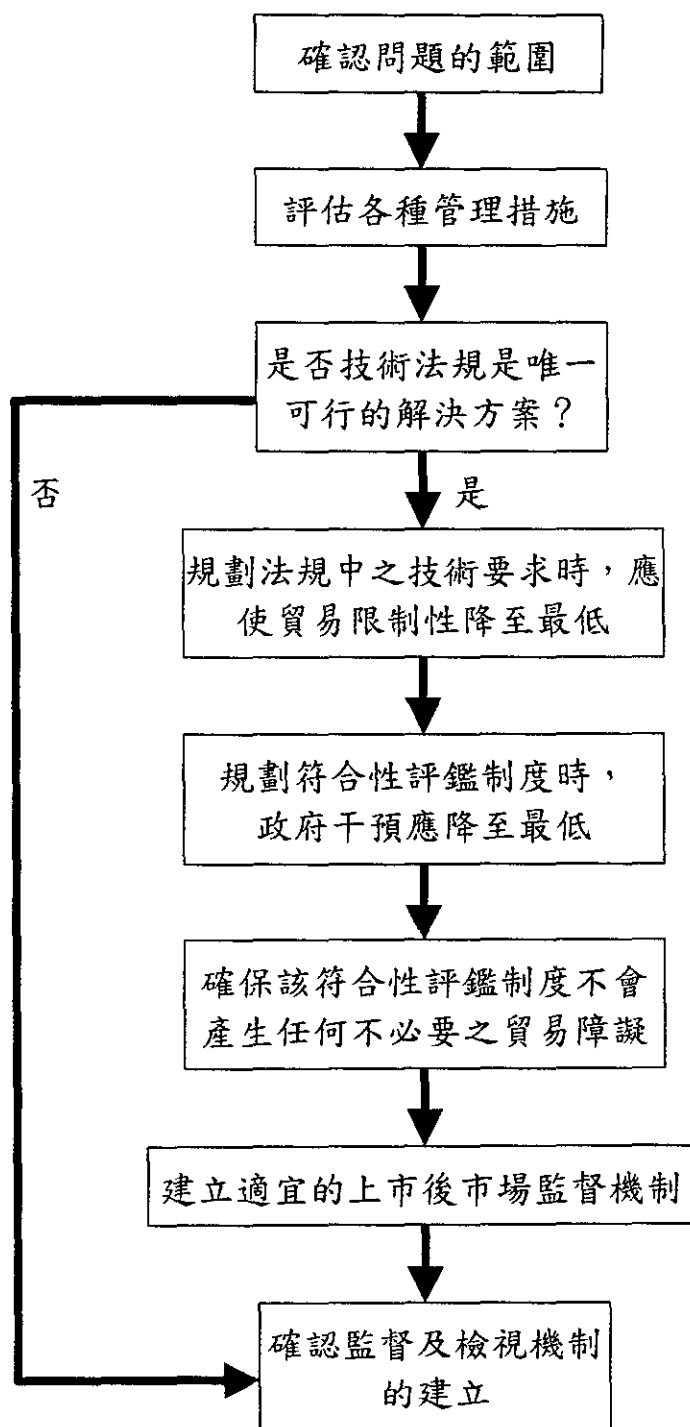 確認問題的範圍
評估各種管理措施
是否技術法規是唯一
可行的解決方案？
否
是
規劃法規中之技術要求時，應
使貿易限制性降至最低
規劃符合性評鑑制度時，
政府干預應降至最低
確保該符合性評鑑制度不會
產生任何不必要之貿易障礙
建立適宜的上市後市場監督機制
確認監督及檢視機制
的建立